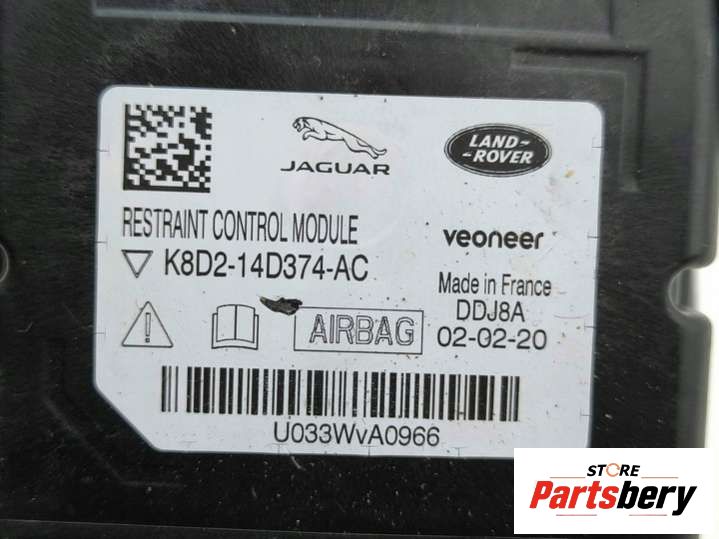 JAGUAR
LAND-
-ROVER
RESTRAINT CONTROL MODULE
veoneer
K8D2-14D374-AC
Made in France
DDJ8A
AIRBAG
02-02-20
U033WvA0966
STORE
Partsbery